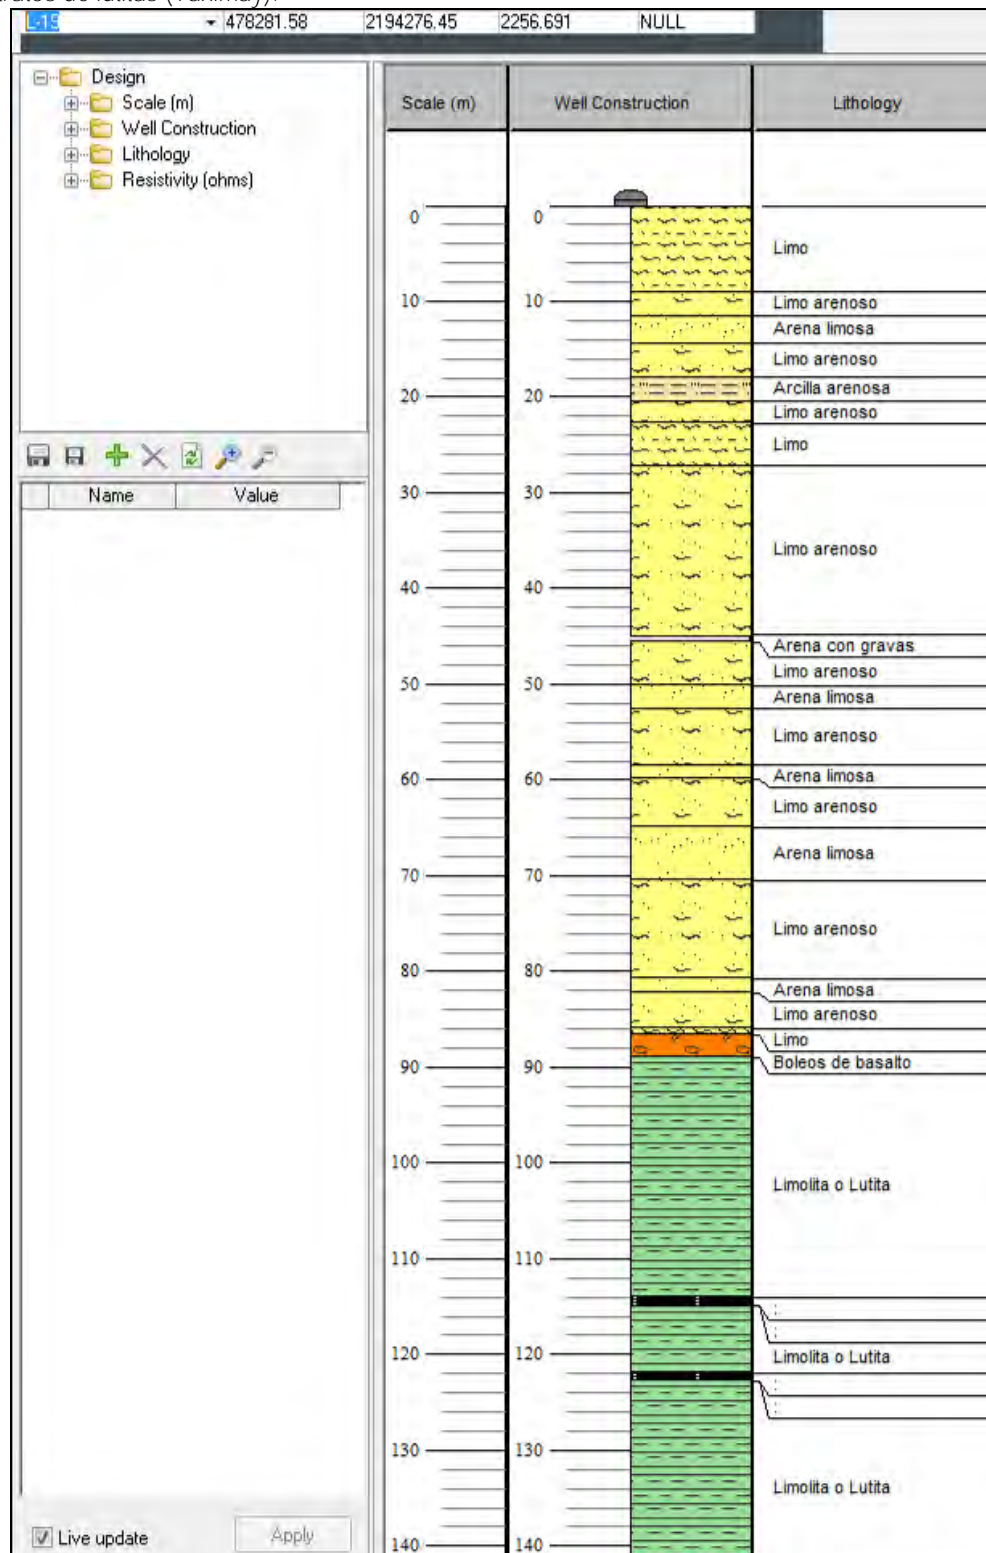 L-19 478281.58 2194276.45 2256.691 NULL
Design
Scale (m)
Well Construction
Lithology
Resistivity (ohms)
Name Value
Live update
Apply
Scale (m) Well Construction Lithology
0 0
Limo
10 10
Limo arenoso
Arena limosa
Limo arenoso
Arcilla arenosa
20 20
Limo arenoso
Limo
30 30
Limo arenoso
40 40
Arena con gravas
Limo arenoso
50 50
Arena limosa
Limo arenoso
60 60
Arena limosa
Limo arenoso
Arena limosa
70 70
Limo arenoso
80 80
Arena limosa
Limo arenoso
Limo
Boleos de basalto
90 90
100 100
Limolita o Lutita
110 110
120 120
Limolita o Lutita
130 130
Limolita o Lutita
140 140